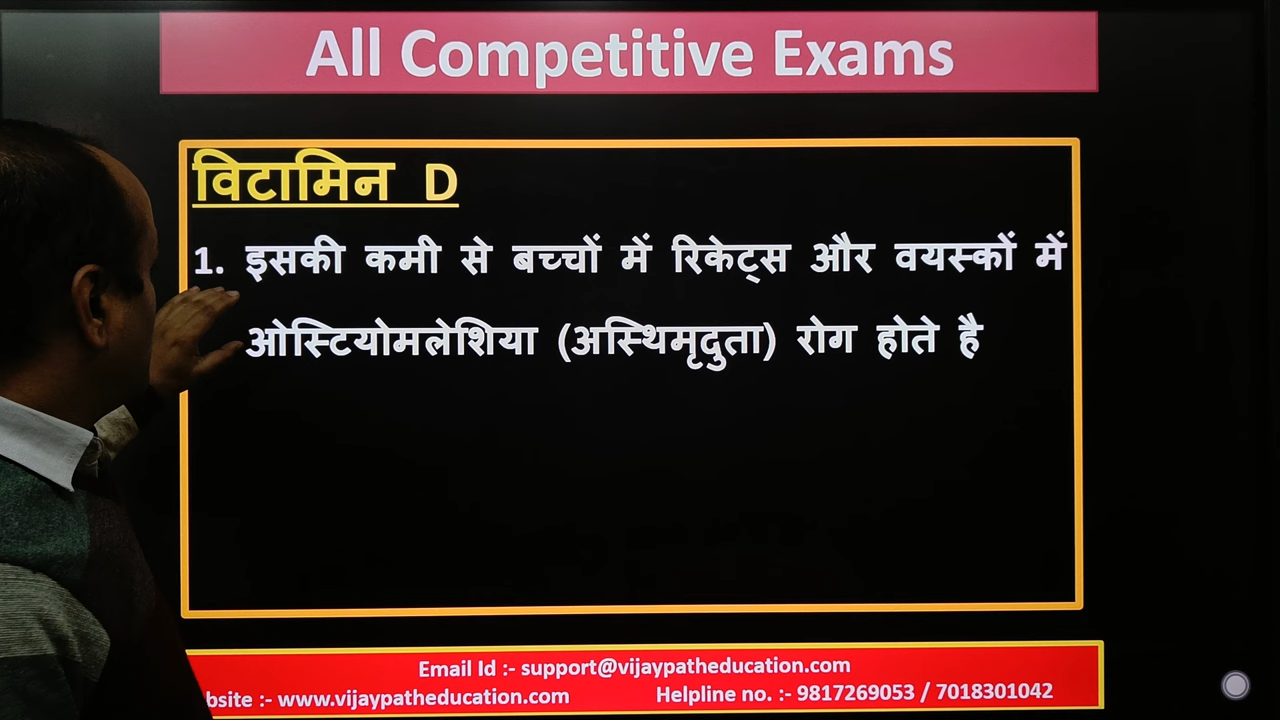 All Competitive Exams
विटामिन D
1. इसकी कमी से बच्चों में रिकेट्स और वयस्कों में
ओस्टियोमलेशिया (अस्थिमृदुता) रोग होते है
Email Id :- support@vijaypatheducation.com
:- www.vijaypatheducation.com Helpline no. :- 9817269053 / 7018301042